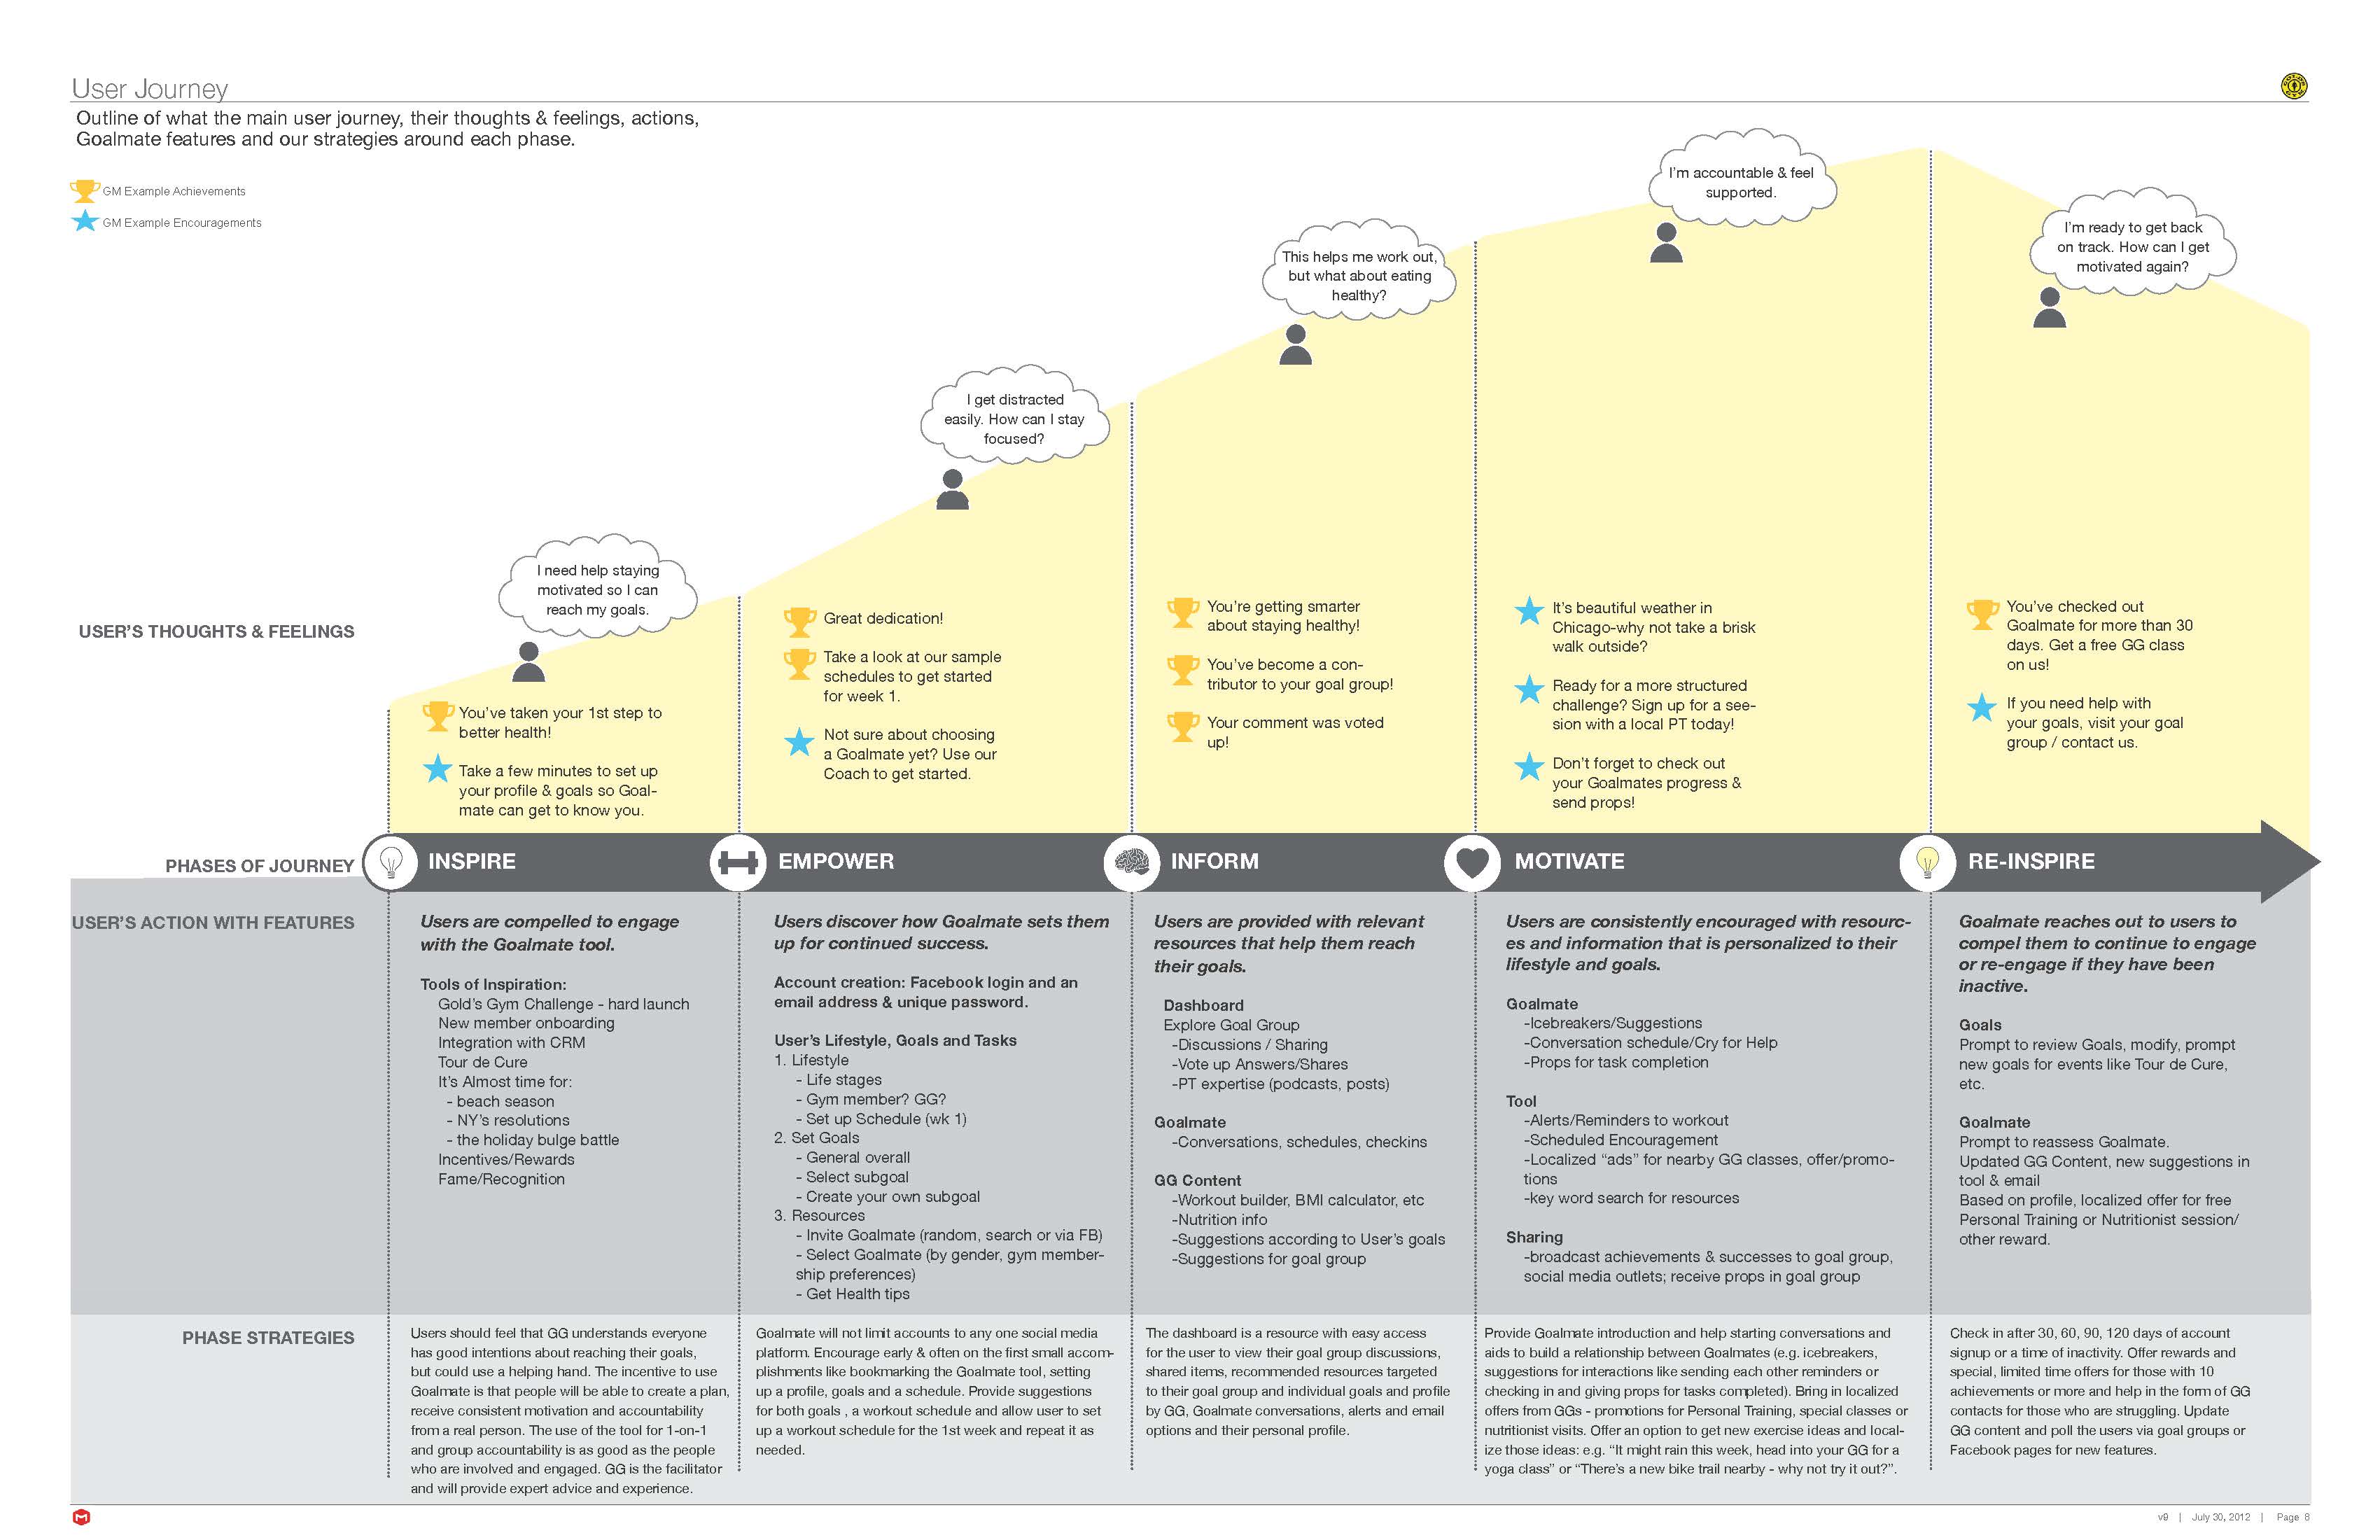 User Journey
Outline of what the main user journey, their thoughts & feelings, actions,
Goalmate features and our strategies around each phase.
GM Example Achievements
GM Example Encouragements
I need help staying
motivated so I can
reach my goals.
I get distracted
easily. How can I stay
focused?
This helps me work out,
but what about eating
healthy?
I'm accountable & feel
supported.
I'm ready to get back
on track. How can I get
motivated again?
USER'S THOUGHTS & FEELINGS
You've taken your 1st step to
better health!
Take a few minutes to set up
your profile & goals so Goal-
mate can get to know you.
Great dedication!
Take a look at our sample
schedules to get started
for week 1.
Not sure about choosing
a Goalmate yet? Use our
Coach to get started.
You're getting smarter
about staying healthy!
You've become a con-
tributor to your goal group!
Your comment was voted
up!
It's beautiful weather in
Chicago-why not take a brisk
walk outside?
Ready for a more structured
challenge? Sign up for a see-
sion with a local PT today!
Don't forget to check out
your Goalmates progress &
send props!
You've checked out
Goalmate for more than 30
days. Get a free GG class
on us!
If you need help with
your goals, visit your goal
group / contact us.
PHASES OF JOURNEY
INSPIRE
EMPOWER
INFORM
MOTIVATE
RE-INSPIRE
USER'S ACTION WITH FEATURES
Users are compelled to engage
with the Goalmate tool.
Tools of Inspiration:
Gold's Gym Challenge - hard launch
New member onboarding
Integration with CRM
Tour de Cure
It's Almost time for:
- beach season
- NY's resolutions
- the holiday bulge battle
Incentives/Rewards
Fame/Recognition
Users discover how Goalmate sets them
up for continued success.
Account creation: Facebook login and an
email address & unique password.
User's Lifestyle, Goals and Tasks
1. Lifestyle
- Life stages
- Gym member? GG?
- Set up Schedule (wk 1)
2. Set Goals
- General overall
- Select subgoal
- Create your own subgoal
3. Resources
- Invite Goalmate (random, search or via FB)
- Select Goalmate (by gender, gym member-
ship preferences)
- Get Health tips
Users are provided with relevant
resources that help them reach
their goals.
Dashboard
Explore Goal Group
-Discussions / Sharing
-Vote up Answers/Shares
-PT expertise (podcasts, posts)
Goalmate
-Conversations, schedules, checkins
GG Content
-Workout builder, BMI calculator, etc
-Nutrition info
-Suggestions according to User's goals
-Suggestions for goal group
Users are consistently encouraged with resourc-
es and information that is personalized to their
lifestyle and goals.
Goalmate
-Icebreakers/Suggestions
-Conversation schedule/Cry for Help
-Props for task completion
Tool
-Alerts/Reminders to workout
-Scheduled Encouragement
-Localized “ads” for nearby GG classes, offer/promo-
tions
-key word search for resources
Sharing
-broadcast achievements & successes to goal group,
social media outlets; receive props in goal group
Goalmate reaches out to users to
compel them to continue to engage
or re-engage if they have been
inactive.
Goals
Prompt to review Goals, modify, prompt
new goals for events like Tour de Cure,
etc.
Goalmate
Prompt to reassess Goalmate.
Updated GG Content, new suggestions in
tool & email
Based on profile, localized offer for free
Personal Training or Nutritionist session/
other reward.
PHASE STRATEGIES
Users should feel that GG understands everyone
has good intentions about reaching their goals,
but could use a helping hand. The incentive to use
Goalmate is that people will be able to create a plan,
receive consistent motivation and accountability
from a real person. The use of the tool for 1-on-1
and group accountability is as good as the people
who are involved and engaged. GG is the facilitator
and will provide expert advice and experience.
Goalmate will not limit accounts to any one social media
platform. Encourage early & often on the first small accom-
plishments like bookmarking the Goalmate tool, setting
up a profile, goals and a schedule. Provide suggestions
for both goals , a workout schedule and allow user to set
up a workout schedule for the 1st week and repeat it as
needed.
The dashboard is a resource with easy access
for the user to view their goal group discussions,
shared items, recommended resources targeted
to their goal group and individual goals and profile
by GG, Goalmate conversations, alerts and email
options and their personal profile.
Provide Goalmate introduction and help starting conversations and
aids to build a relationship between Goalmates (e.g. icebreakers,
suggestions for interactions like sending each other reminders or
checking in and giving props for tasks completed). Bring in localized
offers from GGs - promotions for Personal Training, special classes or
nutritionist visits. Offer an option to get new exercise ideas and local-
ize those ideas: e.g. “It might rain this week, head into your GG for a
yoga class” or “There's a new bike trail nearby - why not try it out?”.
Check in after 30, 60, 90, 120 days of account
signup or a time of inactivity. Offer rewards and
special, limited time offers for those with 10
achievements or more and help in the form of GG
contacts for those who are struggling. Update
GG content and poll the users via goal groups or
Facebook pages for new features.
v9 | July 30, 2012 | Page 8